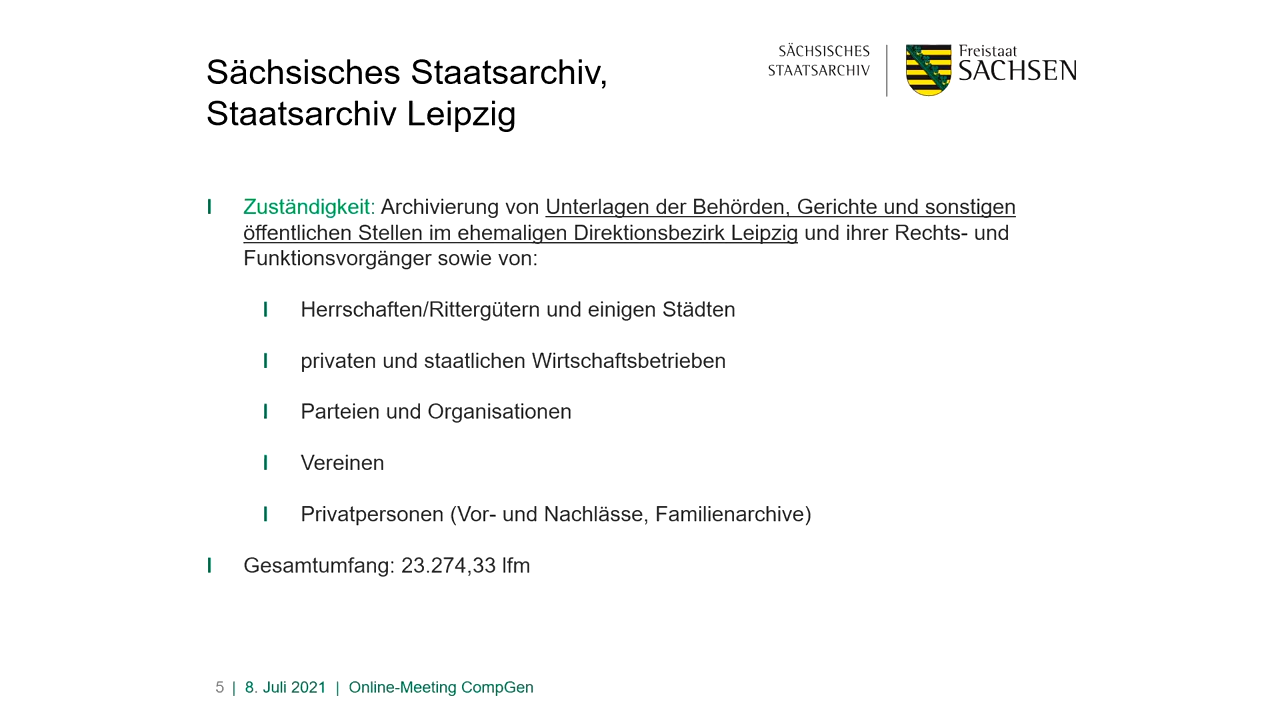 Sächsisches Staatsarchiv,
Staatsarchiv Leipzig
SÄCHSISCHES
STAATSARCHIV
Freistaat
SACHSEN
I Zuständigkeit: Archivierung von Unterlagen der Behörden, Gerichte und sonstigen
öffentlichen Stellen im ehemaligen Direktionsbezirk Leipzig und ihrer Rechts- und
Funktionsvorgänger sowie von:
I Herrschaften/Rittergütern und einigen Städten
I privaten und staatlichen Wirtschaftsbetrieben
I Parteien und Organisationen
I Vereinen
I Privatpersonen (Vor- und Nachlässe, Familienarchive)
I Gesamtumfang: 23.274,33 lfm
5 | 8. Juli 2021 | Online-Meeting CompGen